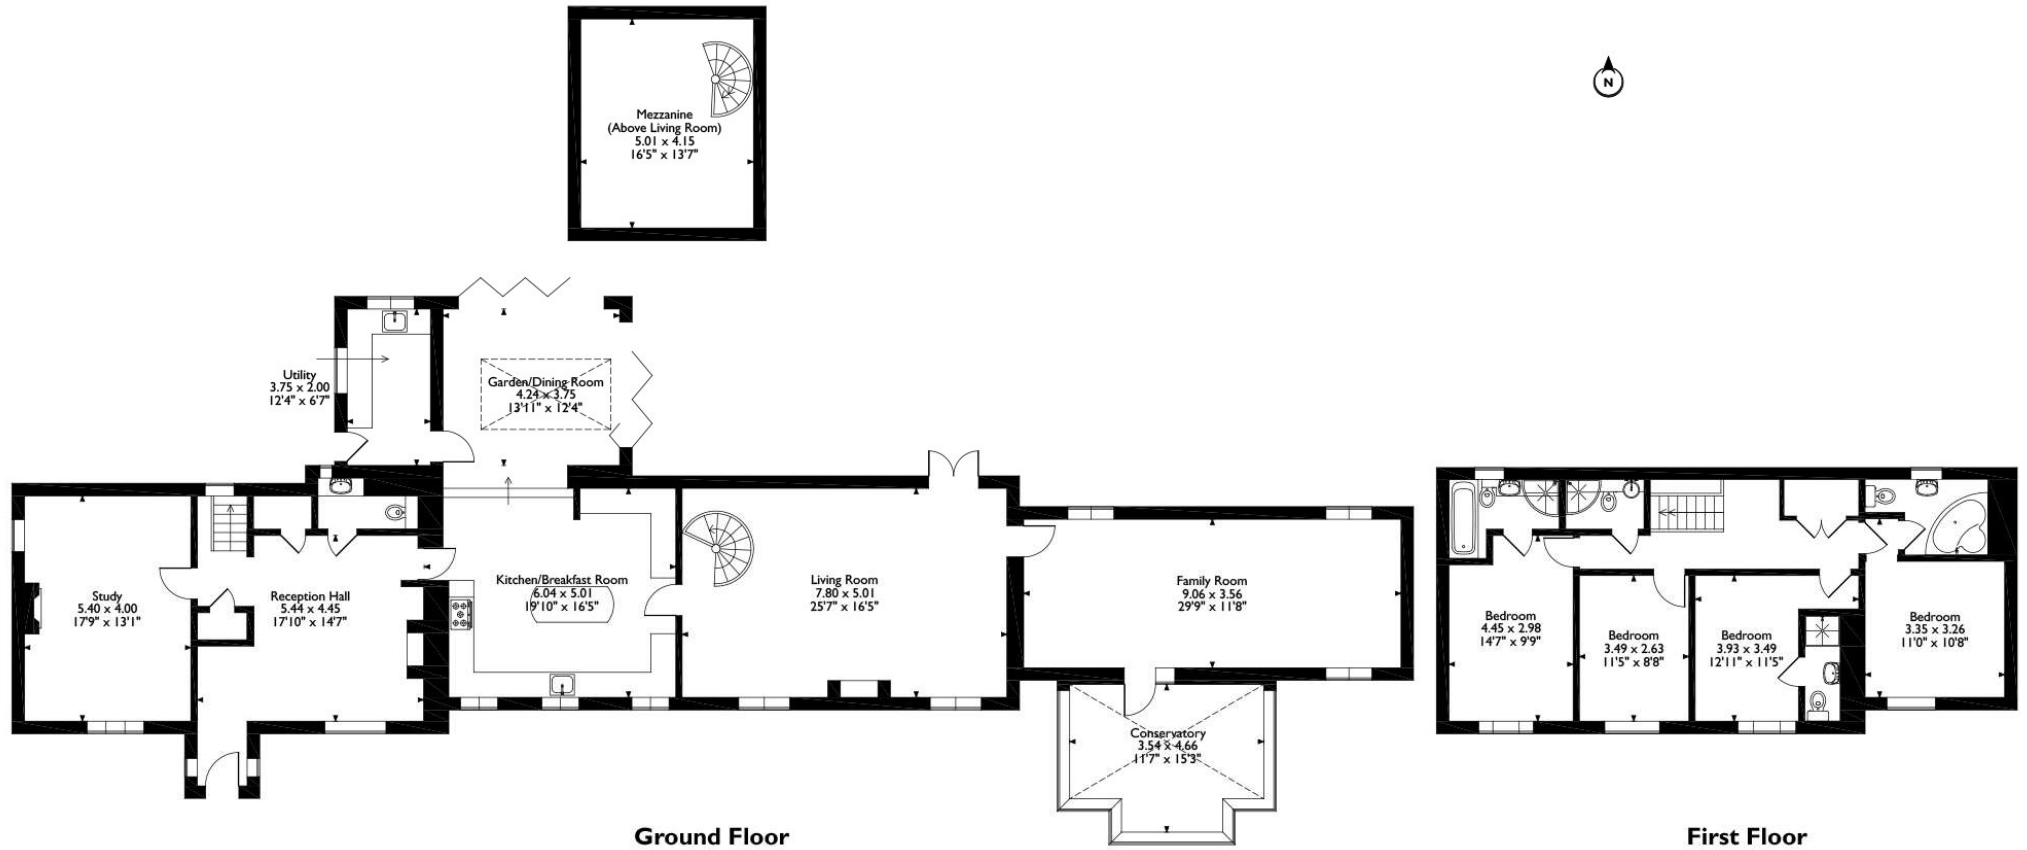 Mezzanine
(Above Living Room)
5.01 x 4.15
16'5" x 13'7"
N
Utility
3.75 x 2.00
12'4" x 6'7"
Garden/Dining Room
4.24 x 3.75
13'11" x 12'4"
Study
5.40 x 4.00
17'9" x 13'1"
Reception Hall
5.44 x 4.45
17'10" x 14'7"
Kitchen/Breakfast Room
6.04 x 5.01
19'10" x 16'5"
Living Room
7.80 x 5.01
25'7" x 16'5"
Family Room
9.06 x 3.56
29'9" x 11'8"
Conservatory
3.54 x 4.66
11'7" x 15'3"
Bedroom
4.45 x 2.98
14'7" x 9'9"
Bedroom
3.49 x 2.63
11'5" x 8'8"
Bedroom
3.93 x 3.49
12'11" x 11'5"
Bedroom
3.35 x 3.26
11'0" x 10'8"
Ground Floor
First Floor